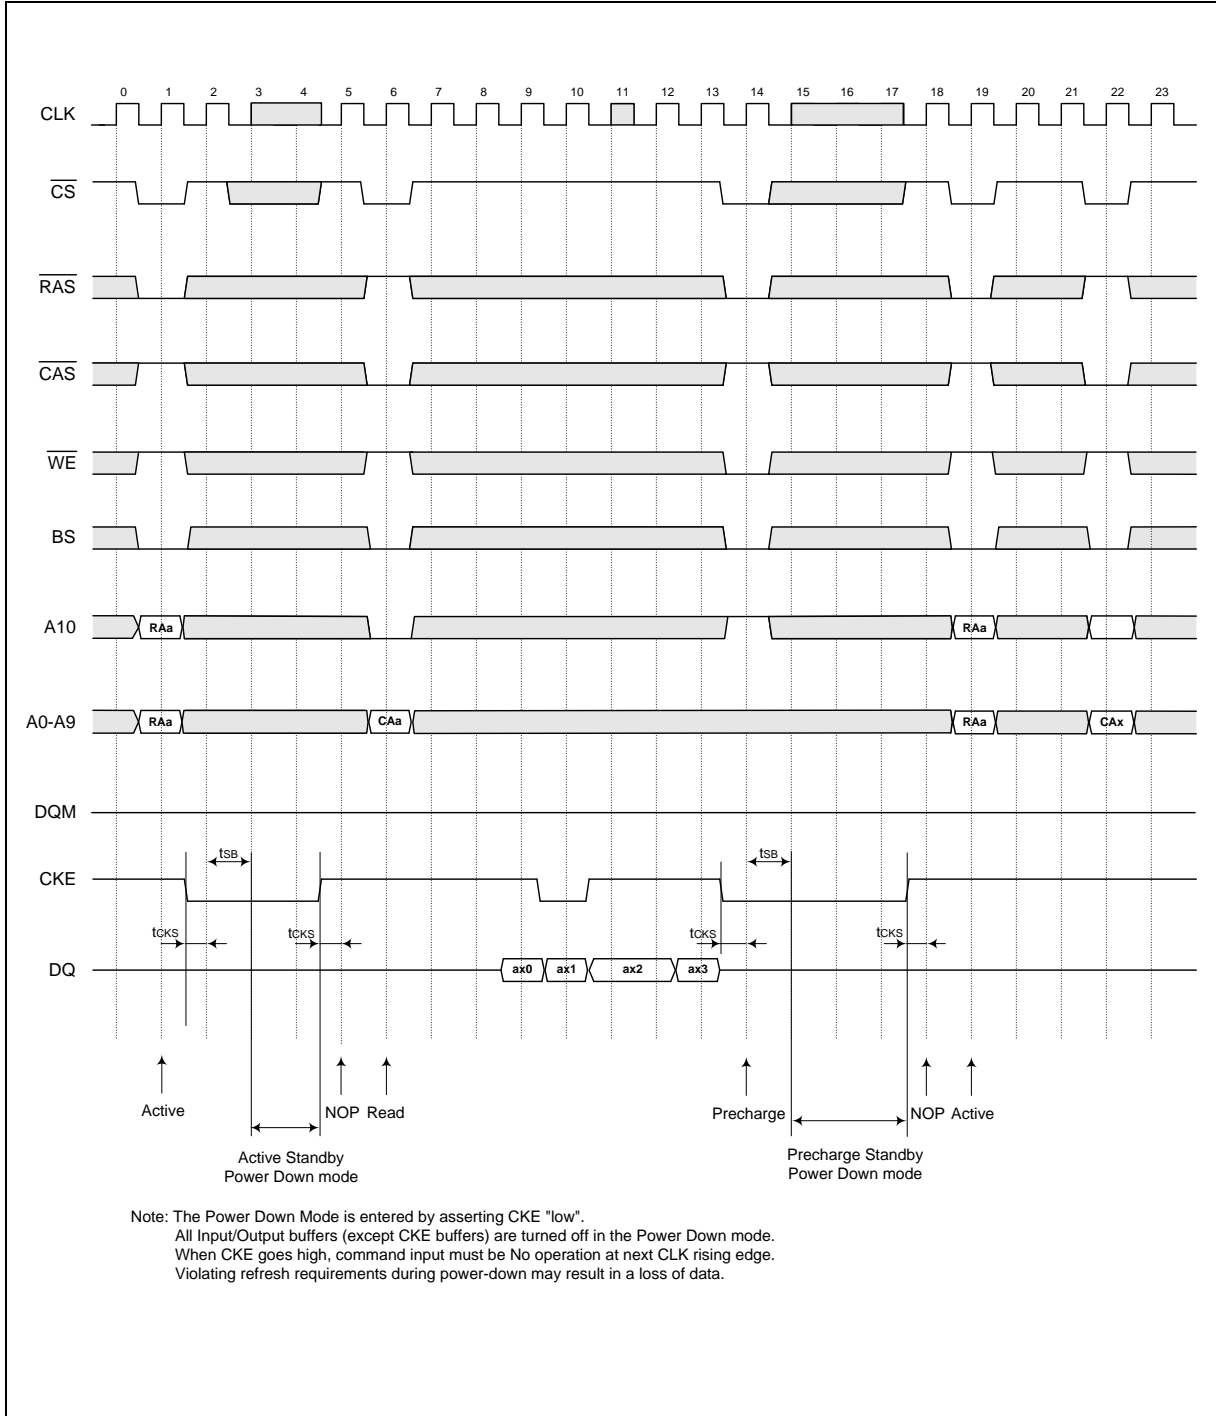 0 1 2 3 4 5 6 7 8 9 10 11 12 13 14 15 16 17 18 19 20 21 22 23
CLK
CS
RAS
CAS
WE
BS
A10 RAa RAa
A0-A9 RAa CAa RAa CAx
DQM
tSB tSB
CKE
tCKS tCKS tCKS tCKS
DQ ax0 ax1 ax2 ax3
Active NOP Read Precharge NOP Active
Active Standby
Power Down mode
Precharge Standby
Power Down mode
Note: The Power Down Mode is entered by asserting CKE "low".
All Input/Output buffers (except CKE buffers) are turned off in the Power Down mode.
When CKE goes high, command input must be No operation at next CLK rising edge.
Violating refresh requirements during power-down may result in a loss of data.